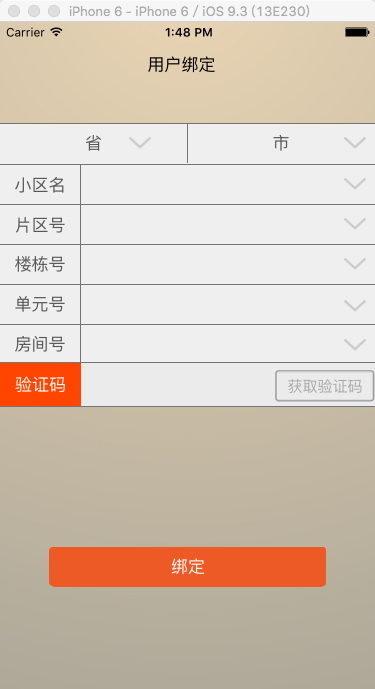 iPhone 6 - iPhone 6 / iOS 9.3 (13E230)
Carrier 1:48 PM
用户绑定
省 市
小区名
片区号
楼栋号
单元号
房间号
验证码 获取验证码
绑定